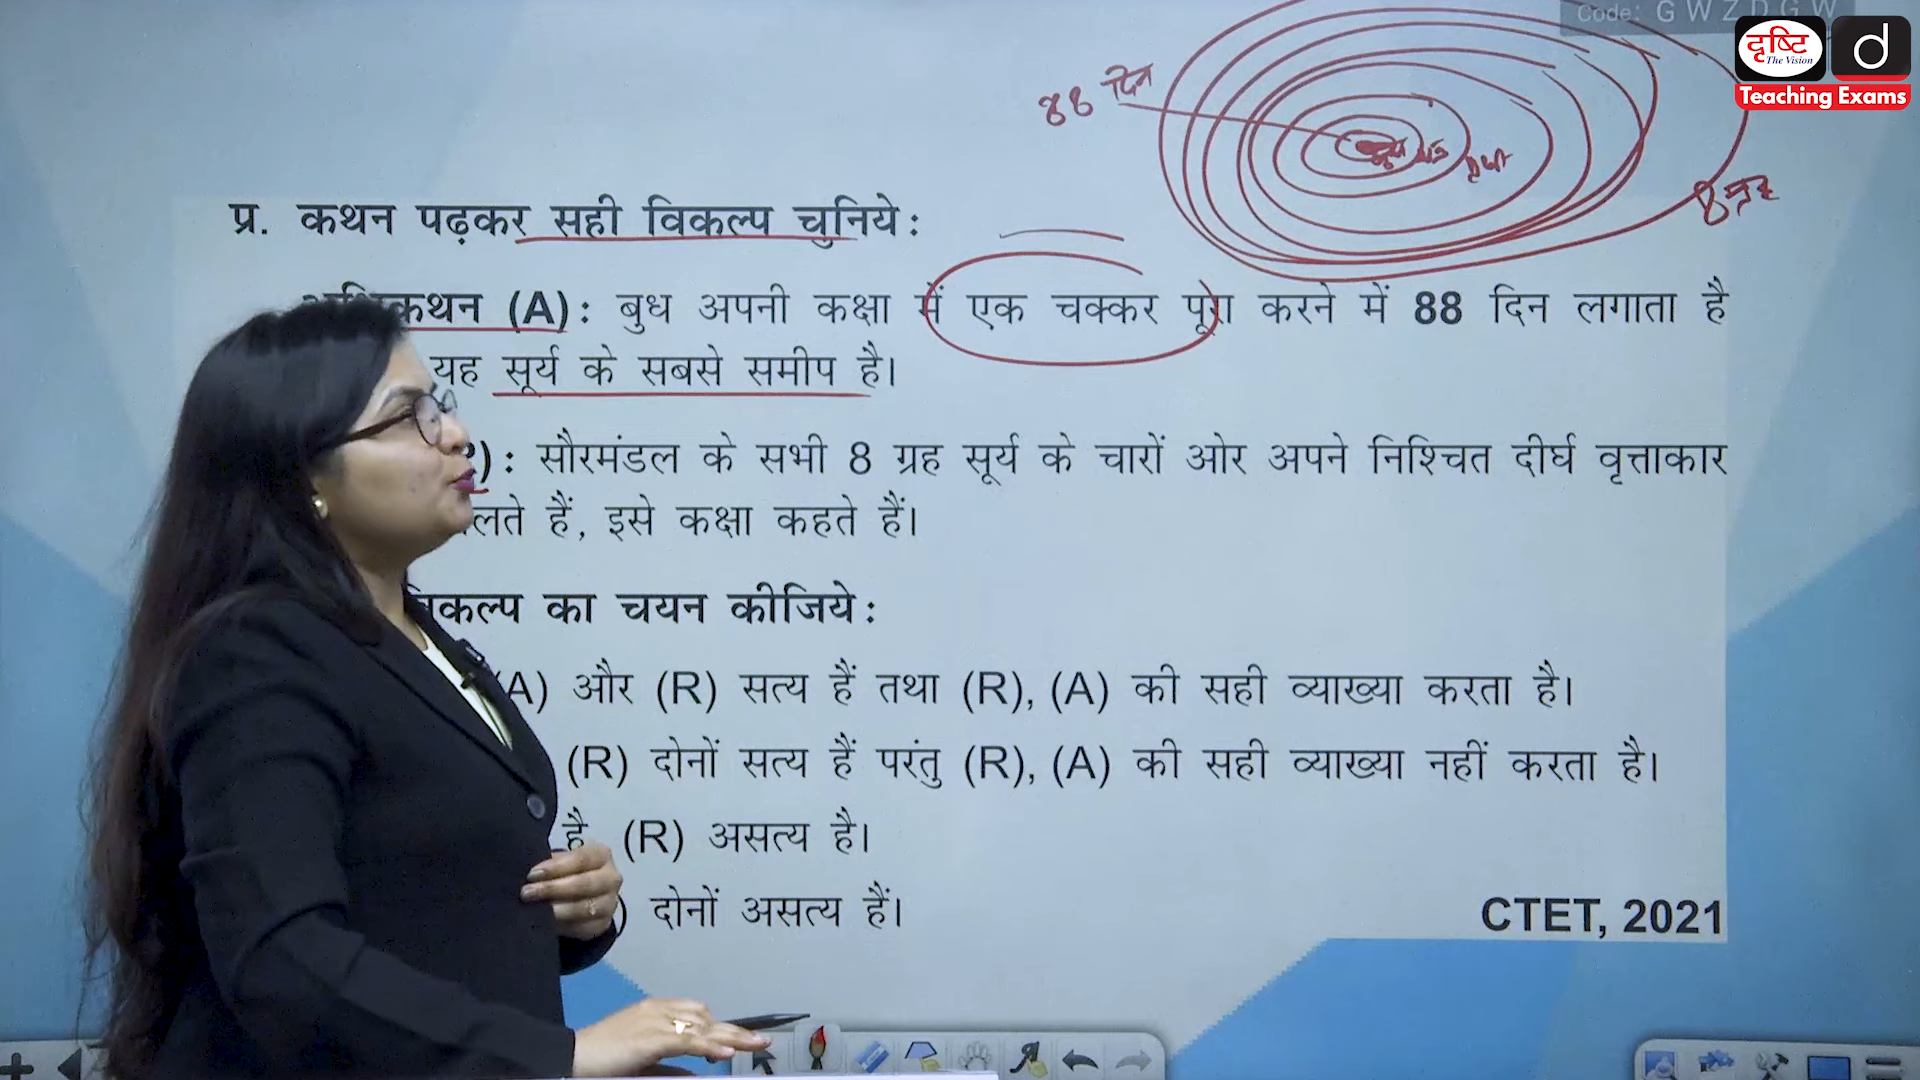 Code: G W Z D G W
दृष्टि
The Vision
d
Teaching Exams
88 दिन
8 ग्रह
प्र. कथन पढ़कर सही विकल्प चुनिये:
कथन (A): बुध अपनी कक्षा में एक चक्कर पूरा करने में 88 दिन लगाता है
यह सूर्य के सबसे समीप है।
): सौरमंडल के सभी 8 ग्रह सूर्य के चारों ओर अपने निश्चित दीर्घ वृत्ताकार
लते हैं, इसे कक्षा कहते हैं।
विकल्प का चयन कीजिये:
(A) और (R) सत्य हैं तथा (R), (A) की सही व्याख्या करता है।
(R) दोनों सत्य हैं परंतु (R), (A) की सही व्याख्या नहीं करता है।
है, (R) असत्य है।
) दोनों असत्य हैं।
CTET, 2021